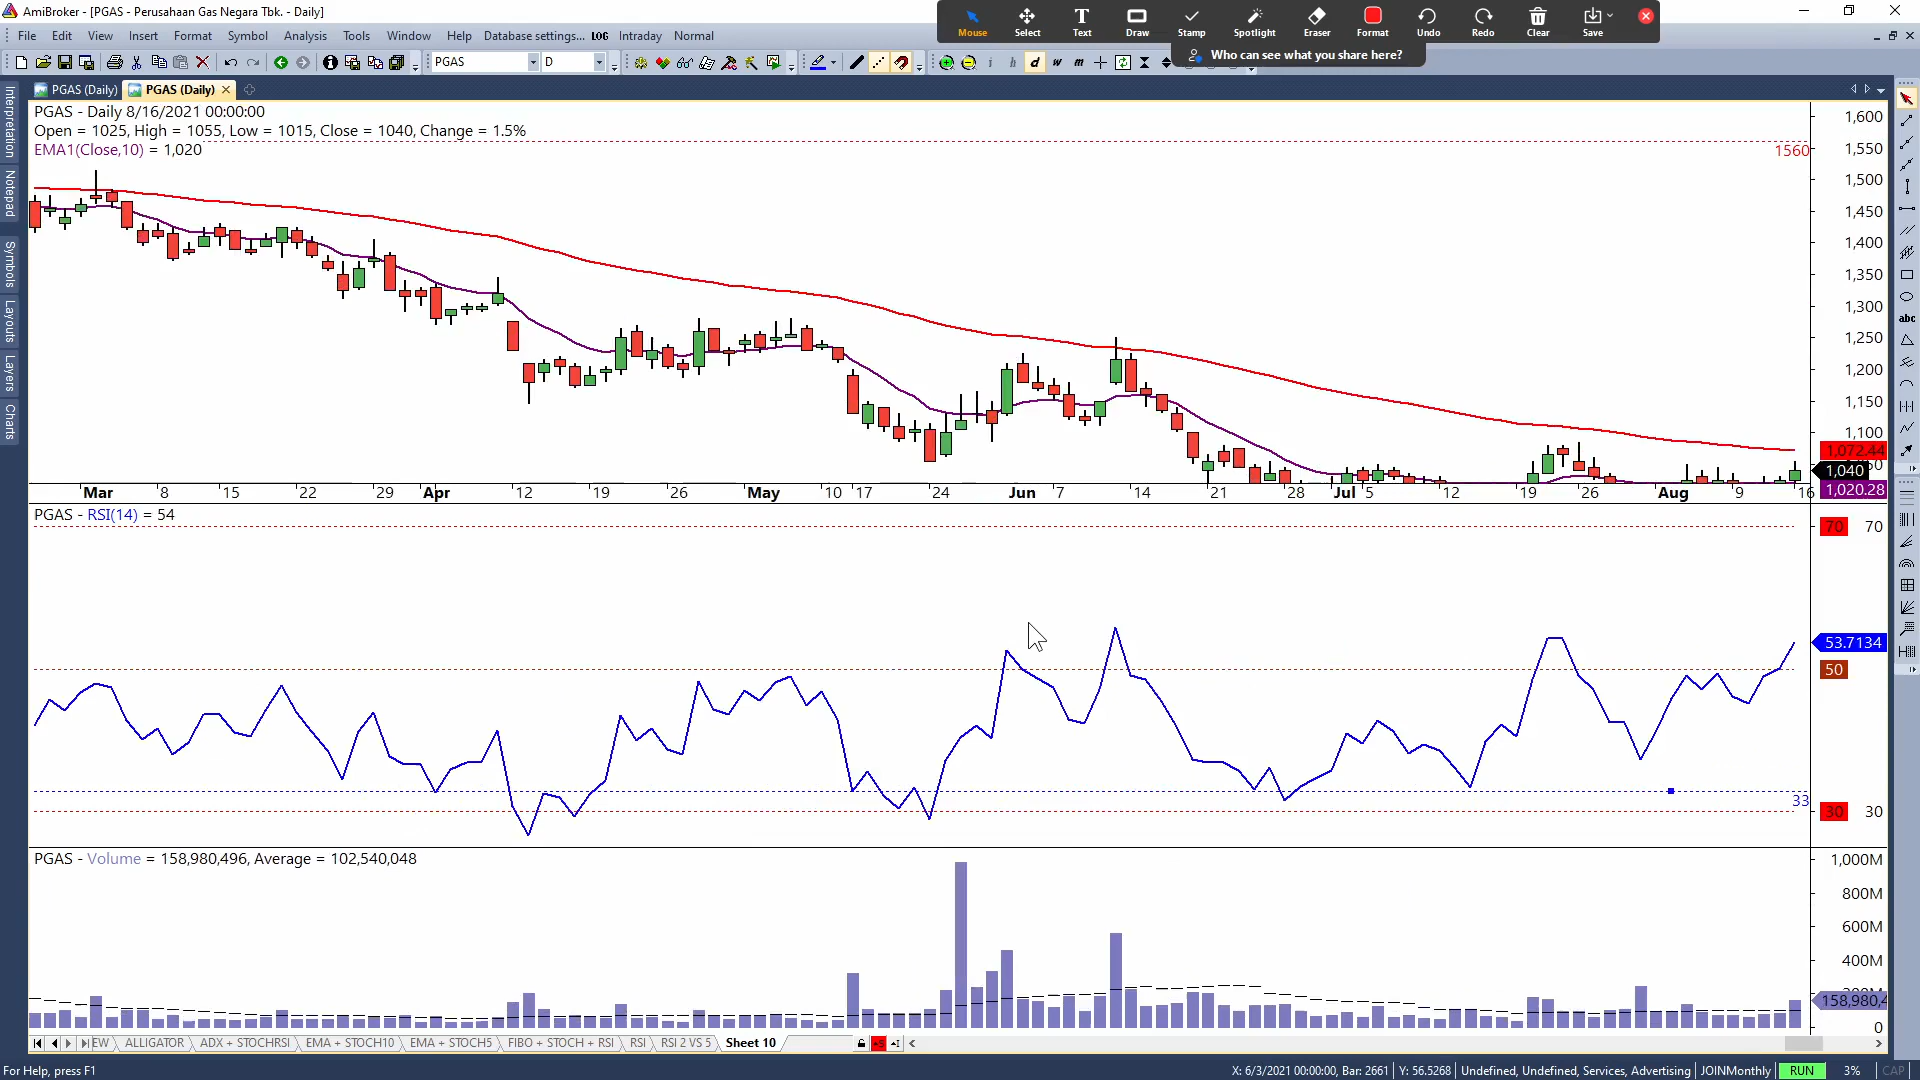 AmiBroker - [PGAS - Perusahaan Gas Negara Tbk. - Daily]
File Edit View Insert Format Symbol Analysis Tools Window Help Database settings... LOG Intraday Normal
Mouse Select Text Draw Stamp Spotlight Eraser Format Undo Redo Clear Save
Who can see what you share here?
PGAS D
i h d w m
PGAS (Daily) PGAS (Daily)
Interpretation
Notepad
Symbols
Layouts
Layers
Charts
abc
PGAS - Daily 8/16/2021 00:00:00
Open = 1025, High = 1055, Low = 1015, Close = 1040, Change = 1.5%
EMA1(Close,10) = 1,020
1560
1,600
1,550
1,500
1,450
1,400
1,350
1,300
1,250
1,200
1,150
1,100
1,072.44
1,040
1,020.28
Mar 8 15 22 29 Apr 12 19 26 May 10 17 24 Jun 7 14 21 28 Jul 5 12 19 26 Aug 9 16
PGAS - RSI(14) = 54
70 70
53.7134
50
33
30 30
PGAS - Volume = 158,980,496, Average = 102,540,048
1,000M
800M
600M
400M
158,980,4
0
EW ALLIGATOR ADX + STOCHRSI EMA + STOCH10 EMA + STOCH5 FIBO + STOCH + RSI RSI RSI 2 VS 5 Sheet 10
For Help, press F1
X: 6/3/2021 00:00:00, Bar: 2661 Y: 56.5268 Undefined, Undefined, Services, Advertising JOINMonthly RUN 3% CAP